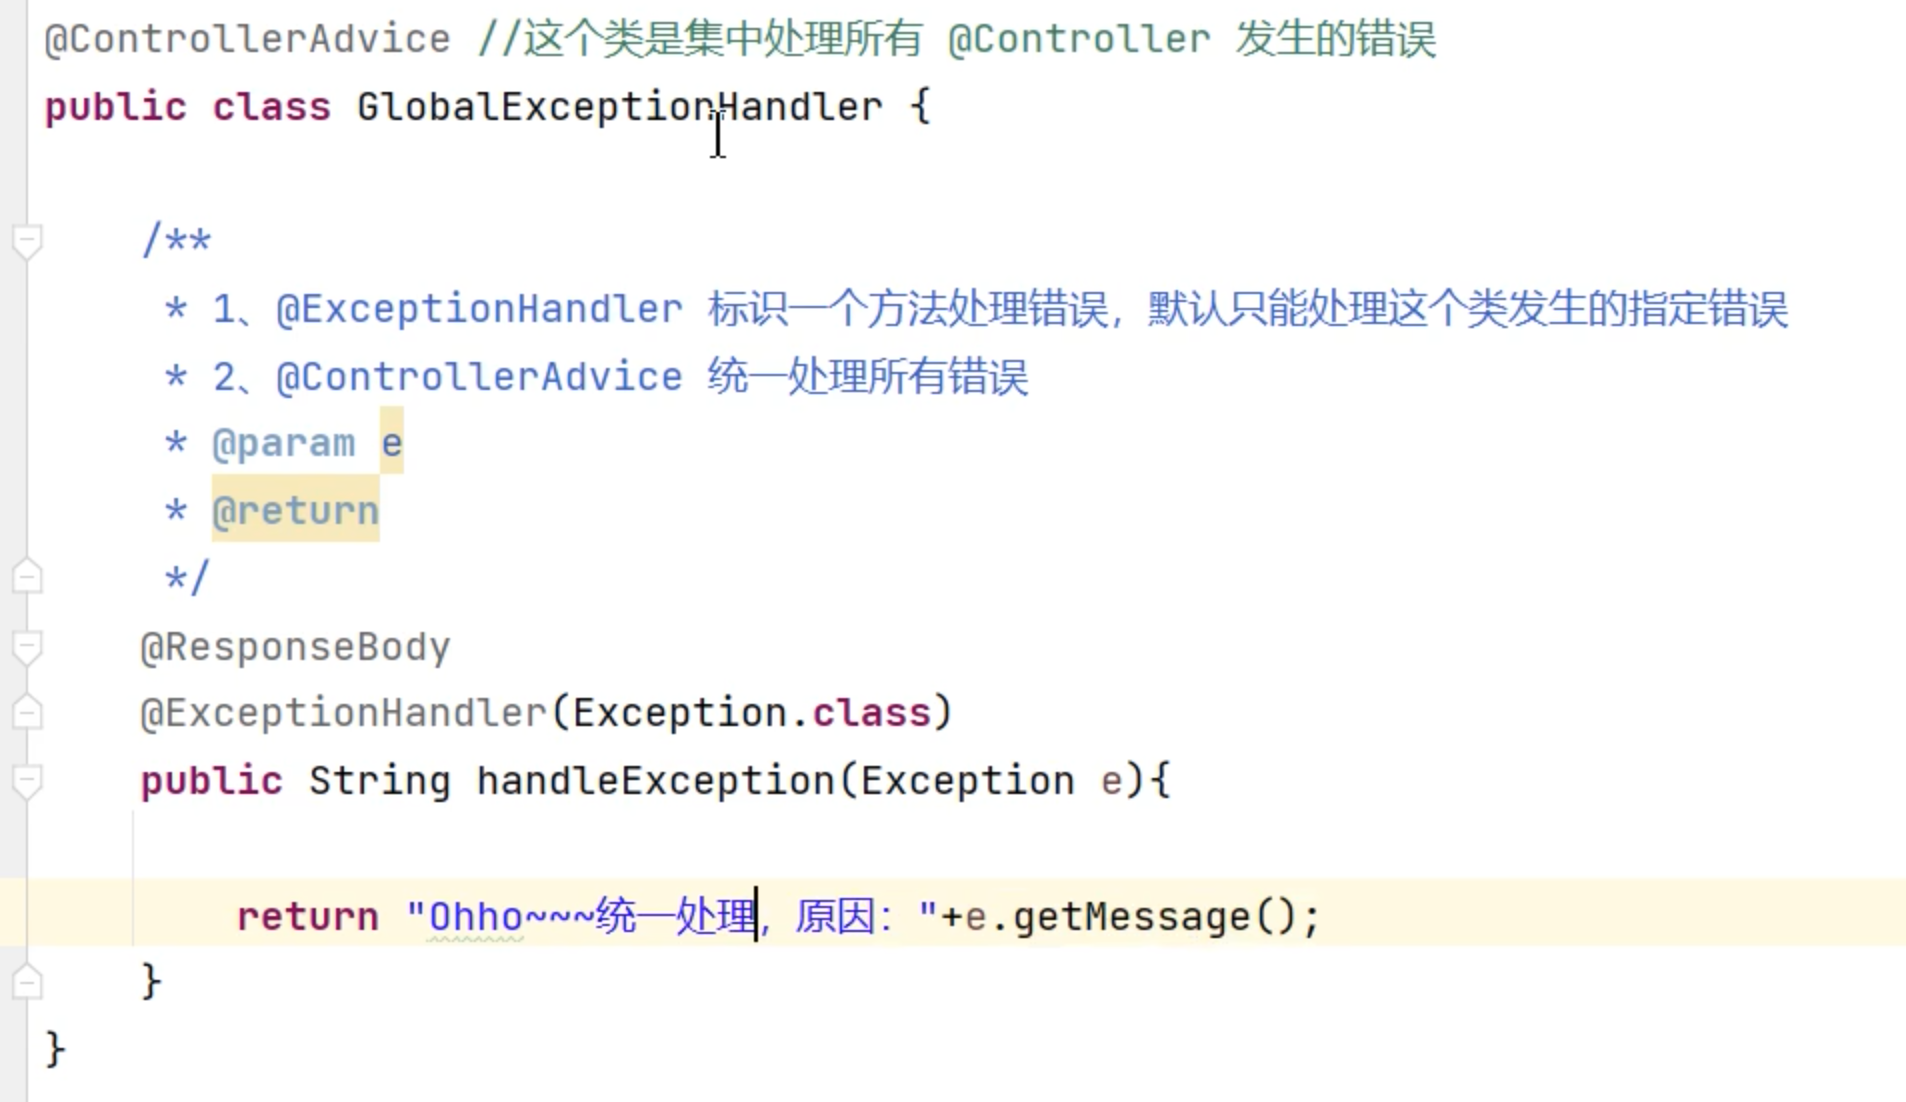 @ControllerAdvice //这个类是集中处理所有 @Controller 发生的错误
public class GlobalExceptionHandler {
/**
* 1、@ExceptionHandler 标识一个方法处理错误，默认只能处理这个类发生的指定错误
* 2、@ControllerAdvice 统一处理所有错误
* @param e
* @return
*/
@ResponseBody
@ExceptionHandler(Exception.class)
public String handleException(Exception e){
return "Ohho~~~统一处理，原因："+e.getMessage();
}
}